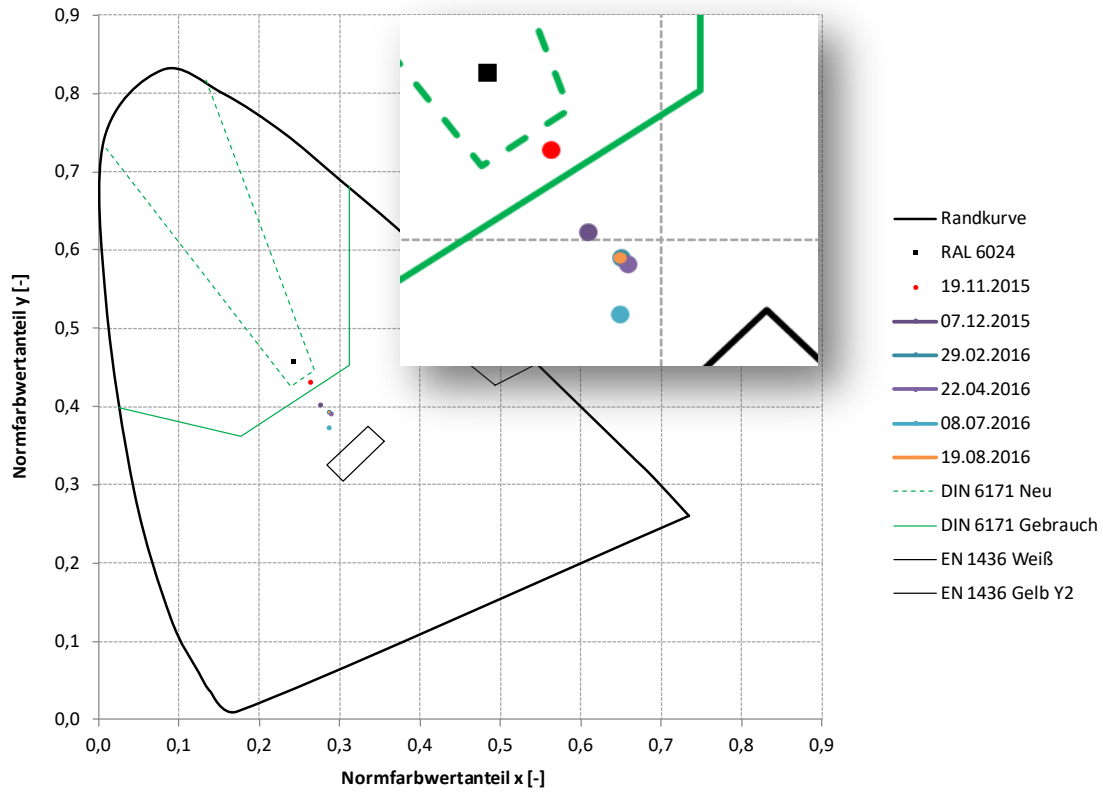 0,9
0,8
0,7
0,6
0,5
0,4
0,3
0,2
0,1
0,0
Normfarbwertanteil y [-]
0,0 0,1 0,2 0,3 0,4 0,5 0,6 0,7 0,8 0,9
Normfarbwertanteil x [-]
Randkurve
RAL 6024
19.11.2015
07.12.2015
29.02.2016
22.04.2016
08.07.2016
19.08.2016
DIN 6171 Neu
DIN 6171 Gebrauch
EN 1436 Weiß
EN 1436 Gelb Y2